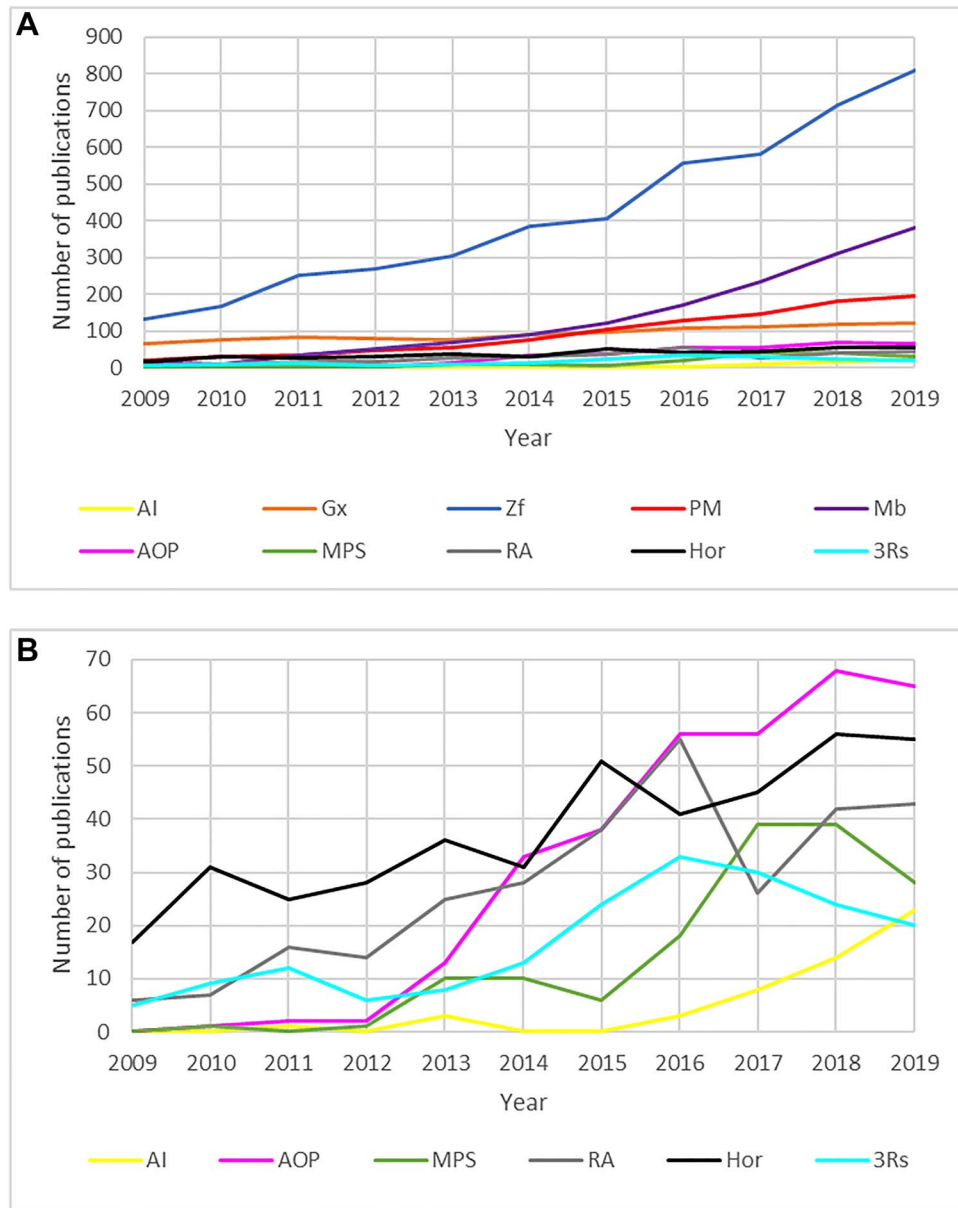 A
900
800
700
600
500
400
300
200
100
0
Number of publications
2009 2010 2011 2012 2013 2014 2015 2016 2017 2018 2019
Year
AI Gx Zf PM Mb
AOP MPS RA Hor 3Rs
B
70
60
50
40
30
20
10
0
Number of publications
2009 2010 2011 2012 2013 2014 2015 2016 2017 2018 2019
Year
AI AOP MPS RA Hor 3Rs